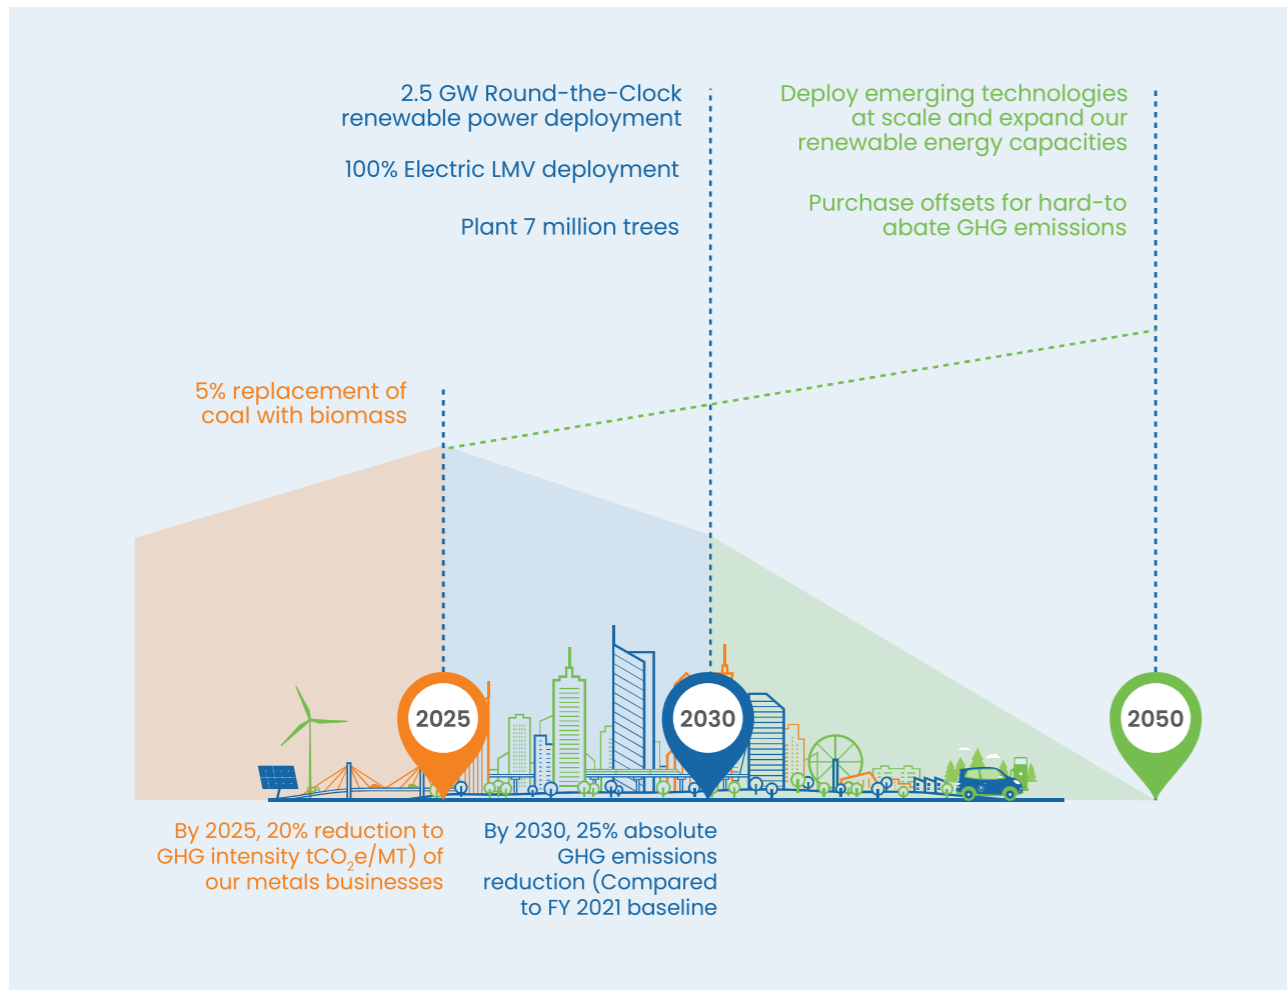 2.5 GW Round-the-Clock
renewable power deployment
100% Electric LMV deployment
Plant 7 million trees
Deploy emerging technologies
at scale and expand our
renewable energy capacities
Purchase offsets for hard-to
abate GHG emissions
5% replacement of
coal with biomass
2025
2030
2050
By 2025, 20% reduction to
GHG intensity tCO₂e/MT) of
our metals businesses
By 2030, 25% absolute
GHG emissions
reduction (Compared
to FY 2021 baseline